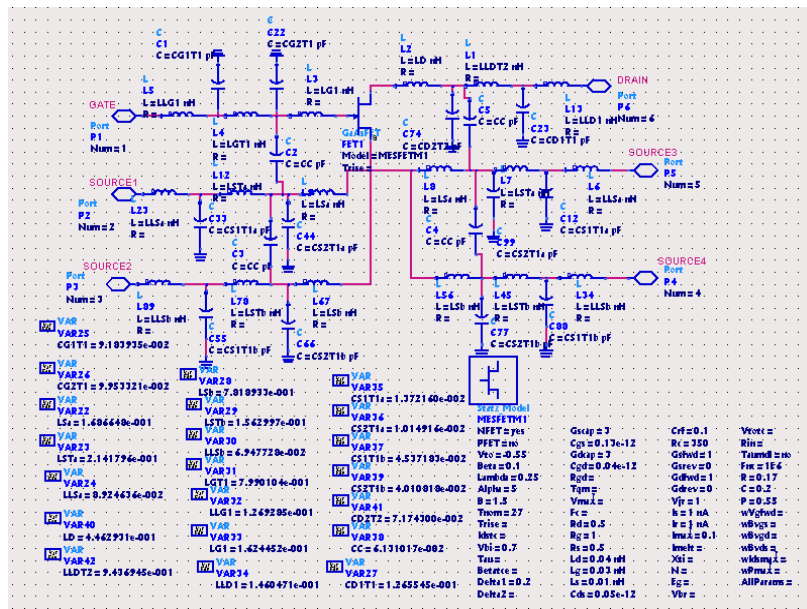 C
C1
C=CG1T1 pF
C
C22
C=CG2T1 pF
L
L2
L=LD nH
R=
L
L1
L=LLDT2 nH
R=
L
L5
L=LLG1 nH
R=
L
L3
L=LG1 nH
R=
GATE
Port
P1
Num=1
L
L4
L=LGT1 nH
R=
C
C2
C=CC pF
GaAsFET
FET1
Model=MESFETM1
Trise=
C74
C=CD2T2 pF
C
C5
C=CC pF
C
C23
C=CD1T1 pF
L
L13
L=LLD1 nH
R=
DRAIN
Port
P6
Num=6
SOURCE1
Port
P2
Num=2
L
L23
L=LLSa nH
R=
L12
L=LSTa nH
R=
C
C33
C=CS1T1a pF
C
C3
C=CC pF
C
C44
C=CS2T1a pF
L=LSa nH
R=
L
L8
L=LSa nH
R=
C
C4
C=CC pF
L
L7
L=LSTa nH
R=
C
C99
C=CS2T1a pF
L
L6
L=LLSa nH
R=
C
C12
C=CS1T1a pF
SOURCE3
Port
P5
Num=5
SOURCE2
Port
P3
Num=3
L
L89
L=LLSb nH
R=
C
C55
C=CS1T1b pF
L
L78
L=LSTb nH
R=
C
C66
C=CS2T1b pF
L
L67
L=LSb nH
R=
L
L56
L=LSb nH
R=
C
C77
C=CS2T1b pF
L
L45
L=LSTb nH
R=
C
C88
C=CS1T1b pF
L
L34
L=LLSb nH
R=
SOURCE4
Port
P4
Num=4
VAR
VAR25
CG1T1=9.183935e-002
VAR
VAR26
CG2T1=9.953321e-002
VAR
VAR22
LSa=1.686648e-001
VAR
VAR23
LSTa=2.141796e-001
VAR
VAR24
LLSa=8.924636e-002
VAR
VAR40
LD=4.462931e-001
VAR
VAR42
LLDT2=9.436945e-001
VAR
VAR28
LSb=7.818933e-002
VAR
VAR29
LSTb=1.562997e-001
VAR
VAR30
LLSb=6.947728e-002
VAR
VAR31
LGT1=7.990104e-001
VAR
VAR32
LLG1=1.269285e-001
VAR
VAR33
LG1=1.624452e-001
VAR
VAR34
LLD1=1.460471e-001
VAR
VAR35
CS1T1a=1.372160e-002
VAR
VAR36
CS2T1a=1.014916e-002
VAR
VAR37
CS1T1b=4.537183e-002
VAR
VAR39
CS2T1b=4.010818e-002
VAR
VAR41
CD2T2=7.174300e-002
VAR
VAR38
CC=6.131017e-002
VAR
VAR27
CD1T1=1.265545e-001
Statz Model
MESFETM1
NFET=yes
PFET=no
Vto=-0.55
Beta=0.1
Lambda=0.25
Alpha=5
B=1.5
Tnom=27
Idstc=
Trise=
Vbi=0.7
Tau=
Betatce=
Delta1=0.2
Delta2=
Gscap=3
Cgs=0.13e-12
Gdcap=3
Cgd=0.04e-12
Rgd=
Tqm=
Vmax=
Fc=
Rd=0.5
Rg=1
Rs=0.5
Ld=0.04 nH
Lg=0.03 nH
Ls=0.01 nH
Cds=0.05e-12
Crf=0.1
Rc=350
Gsfwd=1
Gsrev=0
Gdfwd=1
Gdrev=0
Vjr=1
Is=1 nA
Ir=1 nA
Imax=0.1
Imelt=
Xti=
N=
Eg=
Vbr=
Vtotc=
Rin=
Taumdl=no
Fnc=1E6
R=0.17
C=0.2
P=0.55
wVgfwd=
wBvgs=
wBvgd=
wBvds=
wIdsmax=
wPmax=
AllParams=